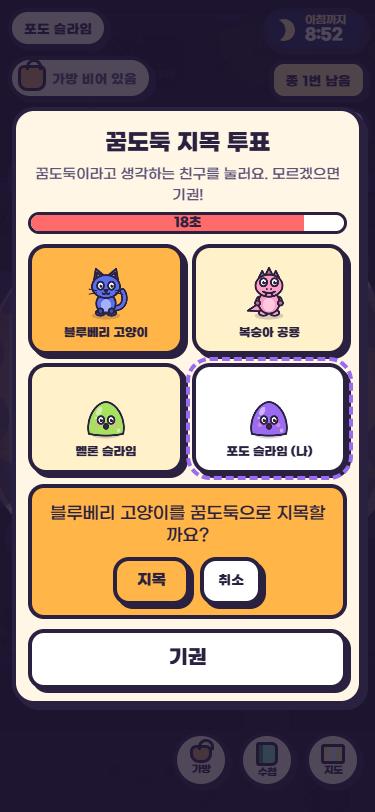 포도 슬라임
아침까지
8:52
가방 비어 있음
종 1번 남음
꿈도둑 지목 투표
꿈도둑이라고 생각하는 친구를 눌러요. 모르겠으면
기권!
18초
블루베리 고양이
복숭아 공룡
멜론 슬라임
포도 슬라임 (나)
블루베리 고양이를 꿈도둑으로 지목할
까요?
지목
취소
기권
가방
수첩
지도